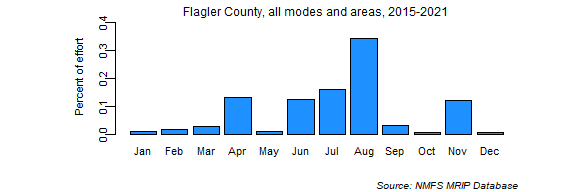 Flagler County, all modes and areas, 2015-2021
Percent of effort
0.4
0.3
0.2
0.1
0.0
Jan Feb Mar Apr May Jun Jul Aug Sep Oct Nov Dec
Source: NMFS MRIP Database